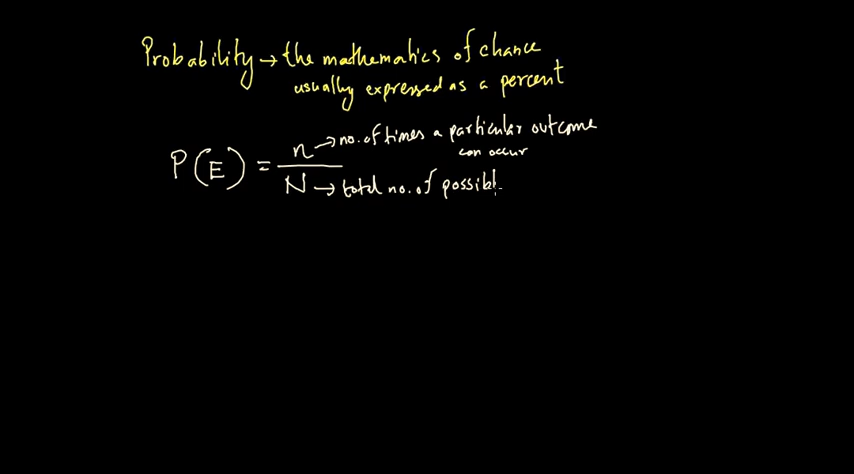 Probability → the mathematics of chance
usually expressed as a percent
P(E) = n/N
n → no. of times a particular outcome
can occur
N → total no. of possibl